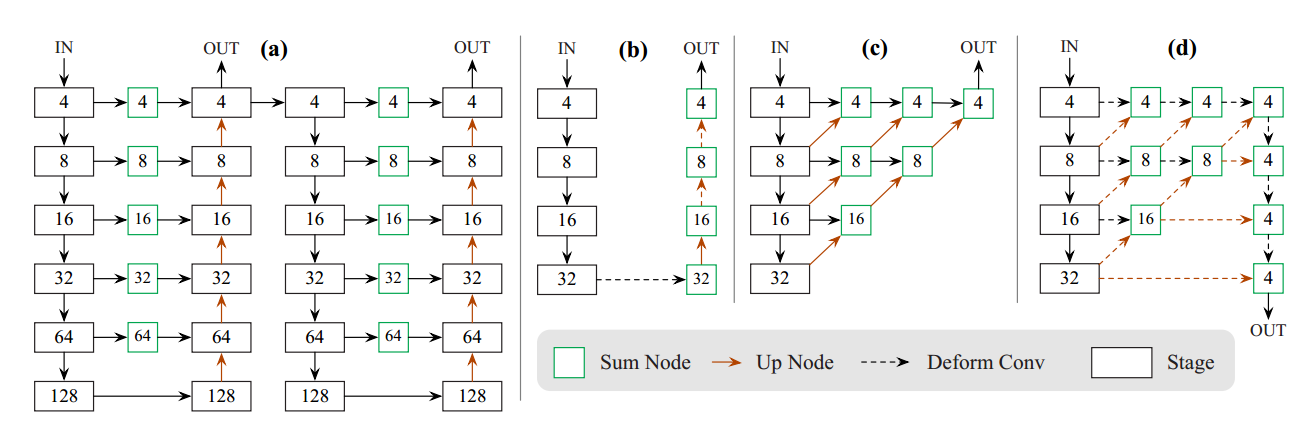 IN (a) OUT OUT
4 4 4 4 4 4
8 8 8 8 8 8
16 16 16 16 16 16
32 32 32 32 32 32
64 64 64 64 64 64
128 128 128 128
IN (b) OUT
4 4
8 8
16 16
32 32
IN (c) OUT
4 4 4 4
8 8 8
16 16
32
IN (d)
4 4 4 4
8 8 8 4
16 16 4
32 4
OUT
Sum Node Up Node Deform Conv Stage